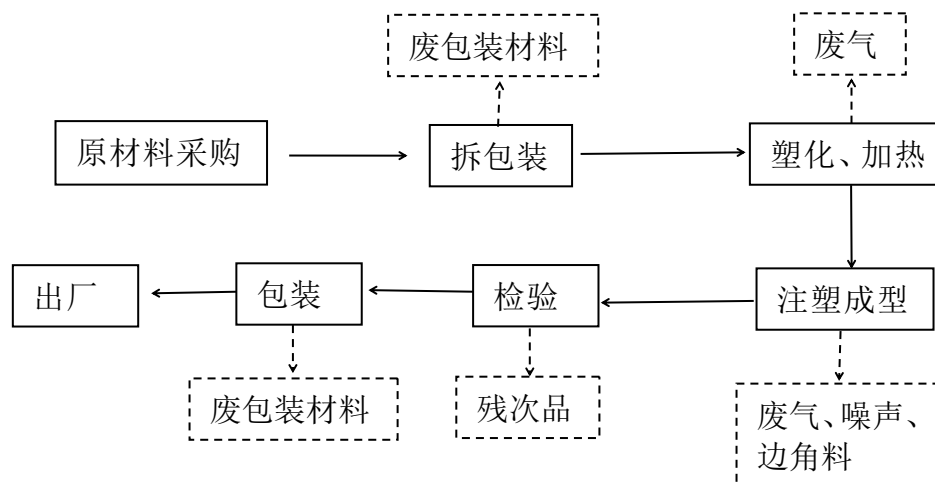 废包装材料
废气
原材料采购
拆包装
塑化、加热
出厂
包装
检验
注塑成型
废包装材料
残次品
废气、噪声、
边角料